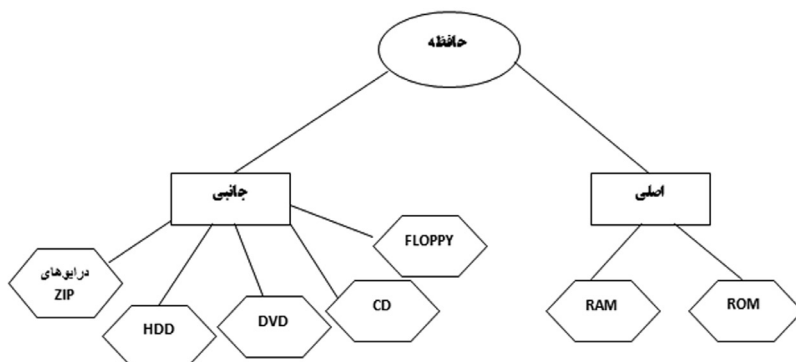 حافظه
اصلی
جانبی
ROM
RAM
FLOPPY
CD
DVD
HDD
درایوهای
ZIP